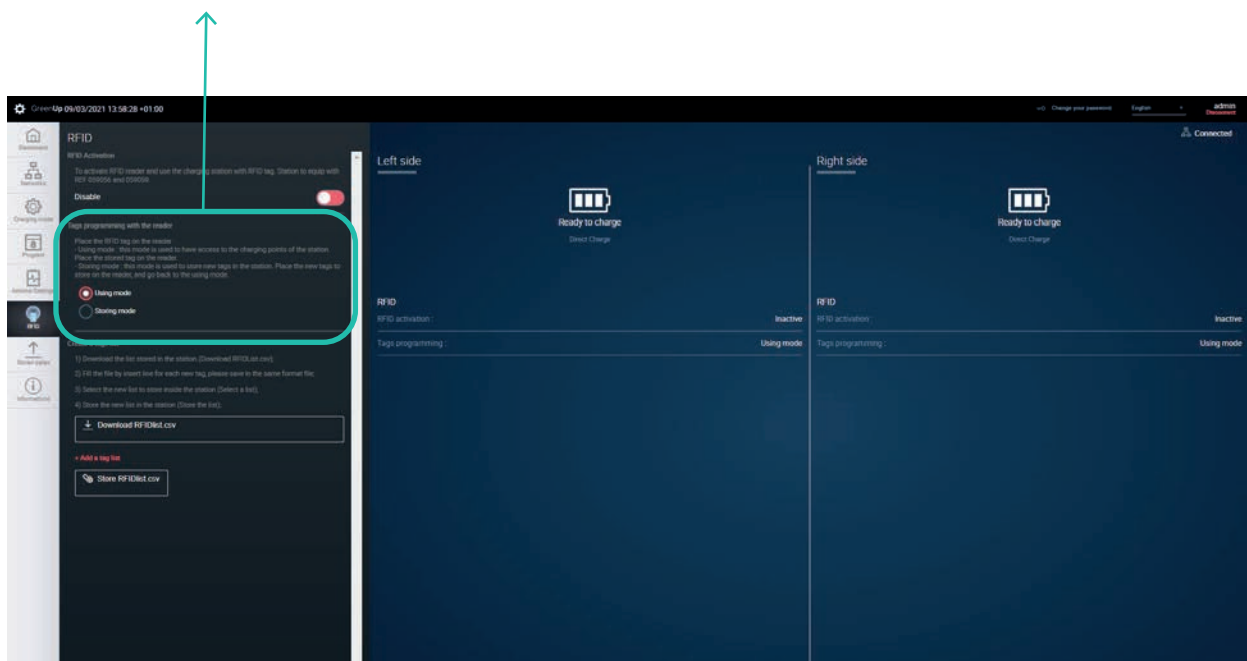 GreenUp 09/03/2021 13:58:28 +01:00
Change your password
English
admin
Disconnect
Connected
RFID
RFID Activation
To activate RFID reader and use the charging station with RFID tag. Station to equip with
REF 059056 and 059058.
Disable
Tags programming with the reader
Place the RFID tag on the reader
- Using mode : this mode is used to have access to the charging points of the station.
Place the stored tag on the reader.
- Storing mode : this mode is used to store new tags in the station. Place the new tags to
store on the reader, and go back to the using mode.
Using mode
Storing mode
1) Download the list stored in the station (Download RFIDList.csv);
2) Fill the file by insert line for each new tag, please save in the same format file;
3) Select the new list to store inside the station (Select a list);
4) Store the new list in the station (Store the list);
Download RFIDlist.csv
+ Add a tag list
Store RFIDlist.csv
Charging mode
Program
RFID
Informations
Left side
Ready to charge
Direct Charge
RFID
RFID activation :
Inactive
Tags programming :
Using mode
Right side
Ready to charge
Direct Charge
RFID
RFID activation :
Inactive
Tags programming :
Using mode